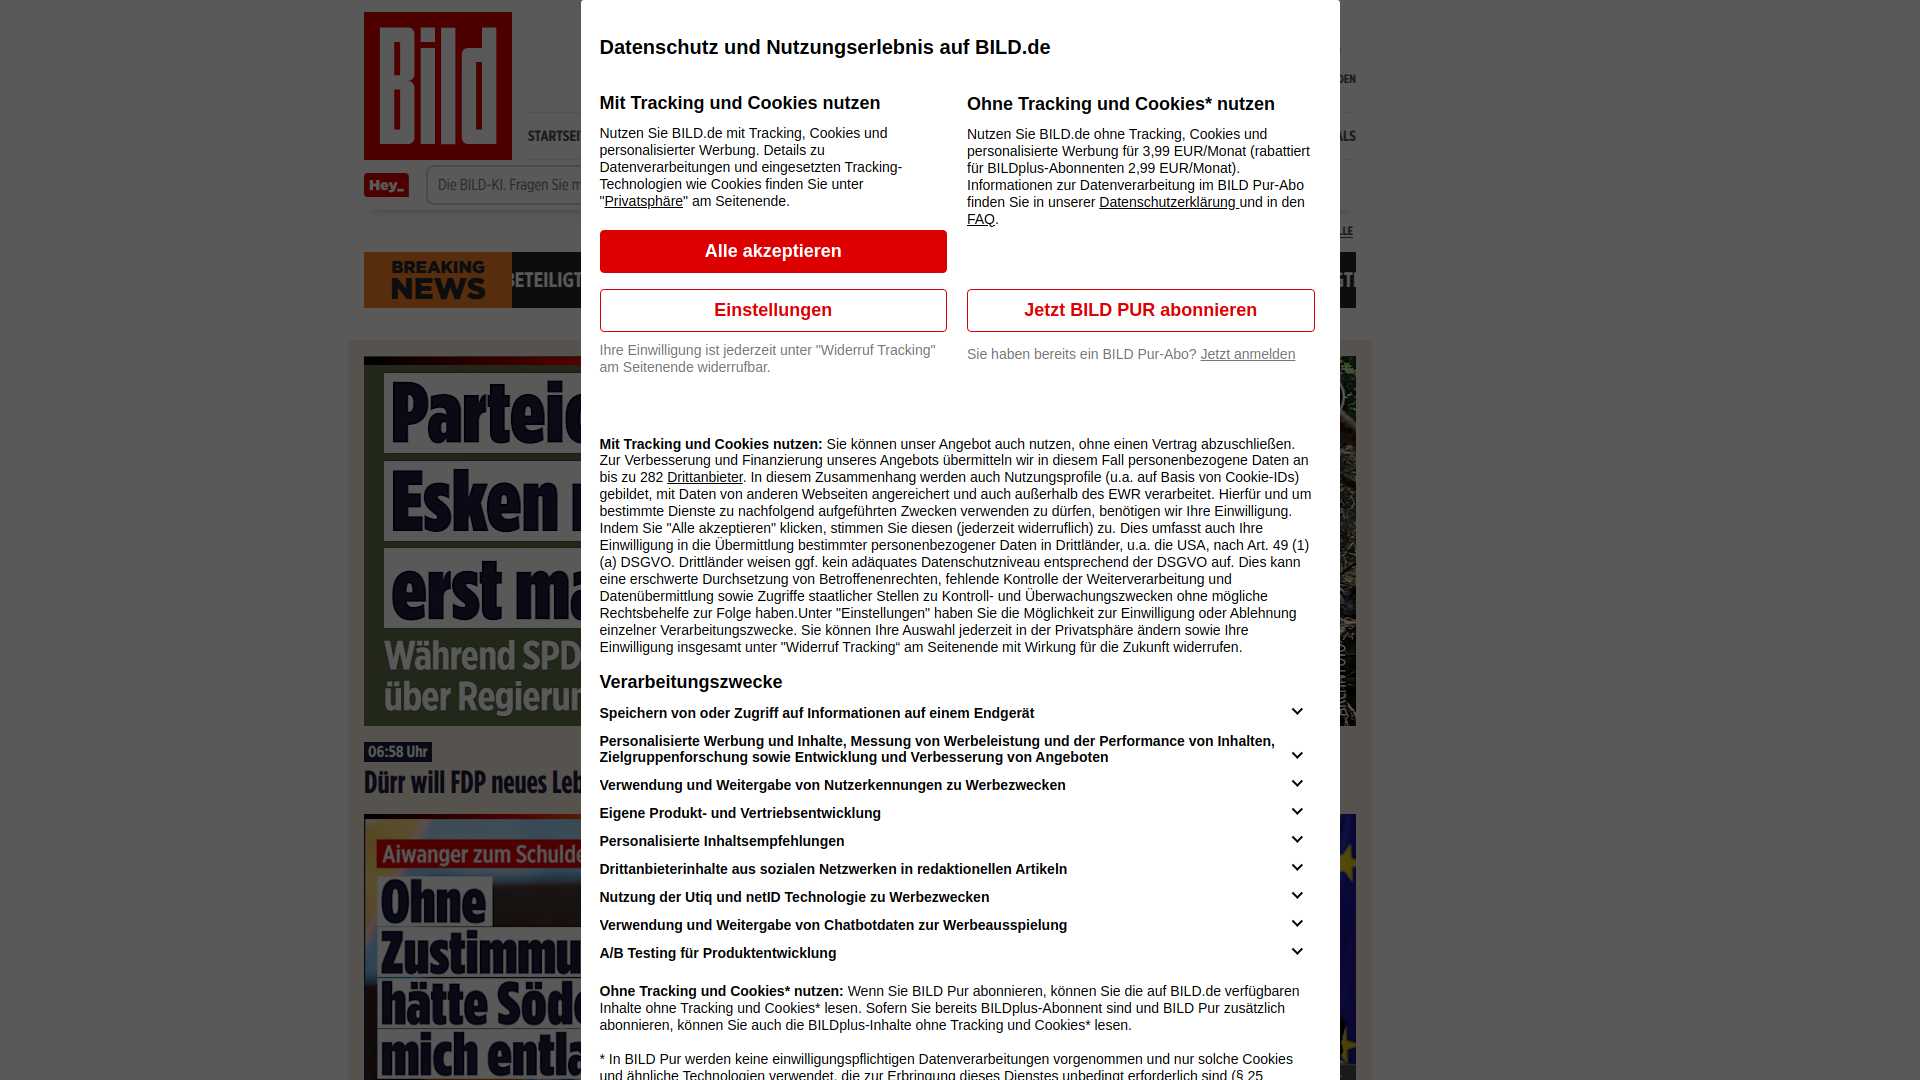 Bild
DEN
STARTSEI
ALS
Hey_
Die BILD-KI. Fragen Sie m
LLE
BREAKING
NEWS
BETEILIGT
Parteic
Esken
erst ma
Während SPD
über Regierun
06:58 Uhr
Dürr will FDP neues Leb
Aiwanger zum Schulde
Ohne
Zustimmu
hätte Söde
mich entla
Datenschutz und Nutzungserlebnis auf BILD.de
Mit Tracking und Cookies nutzen
Nutzen Sie BILD.de mit Tracking, Cookies und
personalisierter Werbung. Details zu
Datenverarbeitungen und eingesetzten Tracking-
Technologien wie Cookies finden Sie unter
"Privatsphäre" am Seitenende.
Alle akzeptieren
Einstellungen
Ihre Einwilligung ist jederzeit unter "Widerruf Tracking"
am Seitenende widerrufbar.
Ohne Tracking und Cookies* nutzen
Nutzen Sie BILD.de ohne Tracking, Cookies und
personalisierte Werbung für 3,99 EUR/Monat (rabattiert
für BILDplus-Abonnenten 2,99 EUR/Monat).
Informationen zur Datenverarbeitung im BILD Pur-Abo
finden Sie in unserer Datenschutzerklärung und in den
FAQ.
Jetzt BILD PUR abonnieren
Sie haben bereits ein BILD Pur-Abo? Jetzt anmelden
Mit Tracking und Cookies nutzen: Sie können unser Angebot auch nutzen, ohne einen Vertrag abzuschließen.
Zur Verbesserung und Finanzierung unseres Angebots übermitteln wir in diesem Fall personenbezogene Daten an
bis zu 282 Drittanbieter. In diesem Zusammenhang werden auch Nutzungsprofile (u.a. auf Basis von Cookie-IDs)
gebildet, mit Daten von anderen Webseiten angereichert und auch außerhalb des EWR verarbeitet. Hierfür und um
bestimmte Dienste zu nachfolgend aufgeführten Zwecken verwenden zu dürfen, benötigen wir Ihre Einwilligung.
Indem Sie "Alle akzeptieren" klicken, stimmen Sie diesen (jederzeit widerruflich) zu. Dies umfasst auch Ihre
Einwilligung in die Übermittlung bestimmter personenbezogener Daten in Drittländer, u.a. die USA, nach Art. 49 (1)
(a) DSGVO. Drittländer weisen ggf. kein adäquates Datenschutzniveau entsprechend der DSGVO auf. Dies kann
eine erschwerte Durchsetzung von Betroffenenrechten, fehlende Kontrolle der Weiterverarbeitung und
Datenübermittlung sowie Zugriffe staatlicher Stellen zu Kontroll- und Überwachungszwecken ohne mögliche
Rechtsbehelfe zur Folge haben.Unter "Einstellungen" haben Sie die Möglichkeit zur Einwilligung oder Ablehnung
einzelner Verarbeitungszwecke. Sie können Ihre Auswahl jederzeit in der Privatsphäre ändern sowie Ihre
Einwilligung insgesamt unter "Widerruf Tracking“ am Seitenende mit Wirkung für die Zukunft widerrufen.
Verarbeitungszwecke
Speichern von oder Zugriff auf Informationen auf einem Endgerät
Personalisierte Werbung und Inhalte, Messung von Werbeleistung und der Performance von Inhalten,
Zielgruppenforschung sowie Entwicklung und Verbesserung von Angeboten
Verwendung und Weitergabe von Nutzerkennungen zu Werbezwecken
Eigene Produkt- und Vertriebsentwicklung
Personalisierte Inhaltsempfehlungen
Drittanbieterinhalte aus sozialen Netzwerken in redaktionellen Artikeln
Nutzung der Utiq und netID Technologie zu Werbezwecken
Verwendung und Weitergabe von Chatbotdaten zur Werbeausspielung
A/B Testing für Produktentwicklung
Ohne Tracking und Cookies* nutzen: Wenn Sie BILD Pur abonnieren, können Sie die auf BILD.de verfügbaren
Inhalte ohne Tracking und Cookies* lesen. Sofern Sie bereits BILDplus-Abonnent sind und BILD Pur zusätzlich
abonnieren, können Sie auch die BILDplus-Inhalte ohne Tracking und Cookies* lesen.
* In BILD Pur werden keine einwilligungspflichtigen Datenverarbeitungen vorgenommen und nur solche Cookies
und ähnliche Technologien verwendet, die zur Erbringung dieses Dienstes unbedingt erforderlich sind (§ 25